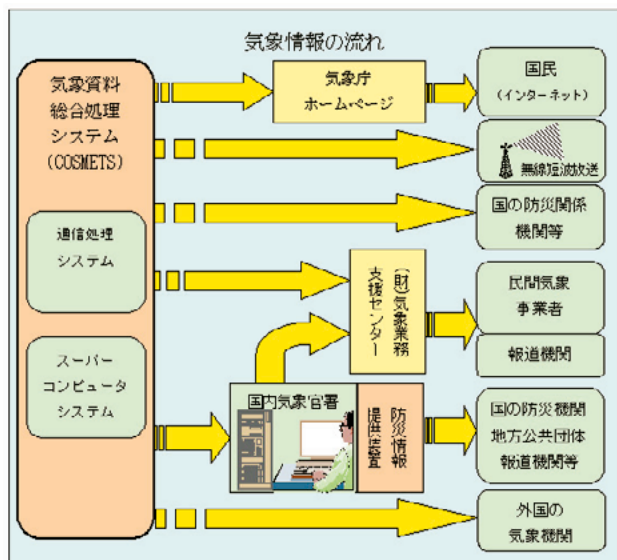 気象情報の流れ
気象資料
総合処理
システム
(COSMETS)
通信処理
システム
スーパー
コンピュータ
システム
気象庁
ホームページ
国民
(インターネット)
無線短波放送
国の防災関係
機関等
(財)気象業務
支援センター
民間気象
事業者
報道機関
国内気象官署
防災情報
提供装置
国の防災機関
地方公共団体
報道機関等
外国の
気象機関